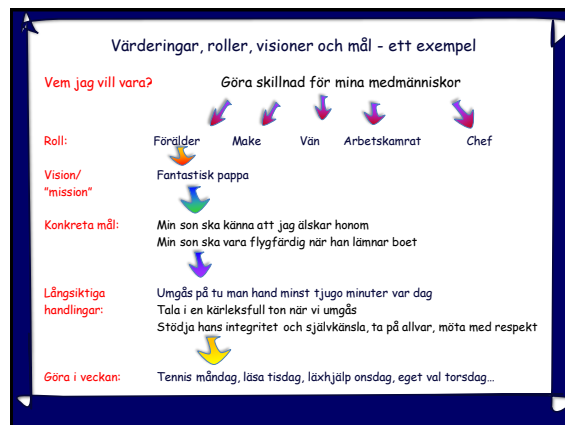 Värderingar, roller, visioner och mål - ett exempel
Vem jag vill vara? Göra skillnad för mina medmänniskor
Roll: Förälder Make Vän Arbetskamrat Chef
Vision/ Fantastisk pappa
"mission"
Konkreta mål: Min son ska känna att jag älskar honom
Min son ska vara flygfärdig när han lämnar boet
Långsiktiga Umgås på tu man hand minst tjugo minuter var dag
handlingar: Tala i en kärleksfull ton när vi umgås
Stödja hans integritet och självkänsla, ta på allvar, möta med respekt
Göra i veckan: Tennis måndag, läsa tisdag, läxhjälp onsdag, eget val torsdag…